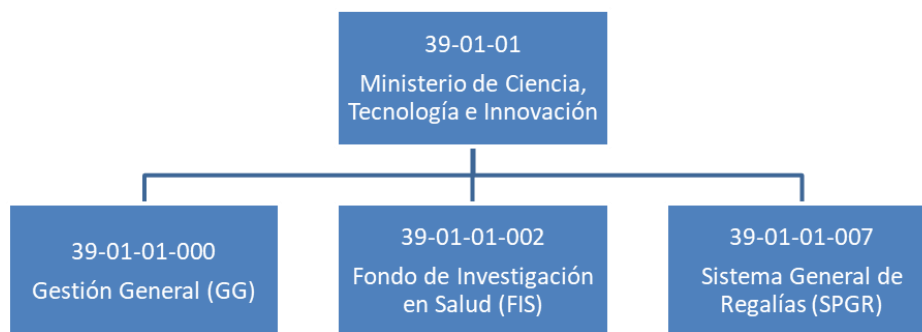 39-01-01
Ministerio de Ciencia,
Tecnología e Innovación
39-01-01-000
Gestión General (GG)
39-01-01-002
Fondo de Investigación
en Salud (FIS)
39-01-01-007
Sistema General de
Regalías (SPGR)